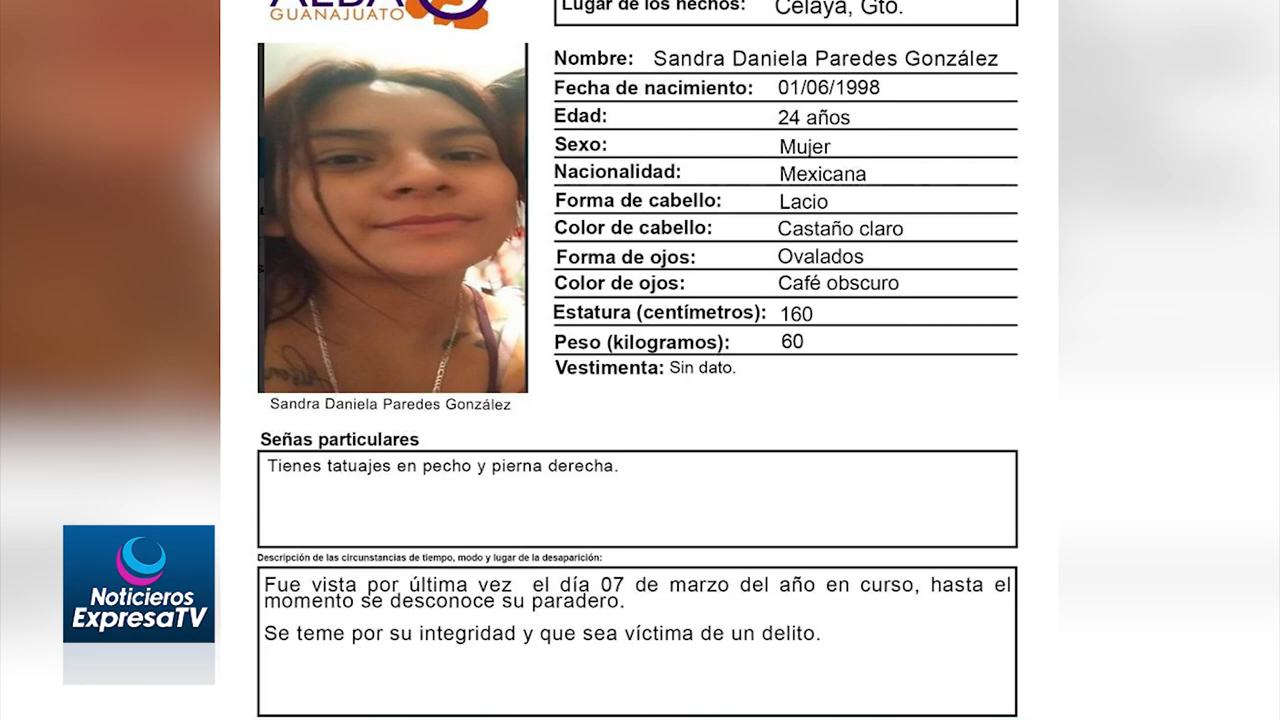 ALBA
GUANAJUATO
Lugar de los hechos: Celaya, Gto.
Nombre: Sandra Daniela Paredes González
Fecha de nacimiento: 01/06/1998
Edad: 24 años
Sexo: Mujer
Nacionalidad: Mexicana
Forma de cabello: Lacio
Color de cabello: Castaño claro
Forma de ojos: Ovalados
Color de ojos: Café obscuro
Estatura (centímetros): 160
Peso (kilogramos): 60
Vestimenta: Sin dato.
Sandra Daniela Paredes González
Señas particulares
Tienes tatuajes en pecho y pierna derecha.
Descripción de las circunstancias de tiempo, modo y lugar de la desaparición:
Fue vista por última vez el día 07 de marzo del año en curso, hasta el
momento se desconoce su paradero.
Se teme por su integridad y que sea víctima de un delito.
Noticieros
ExpresaTV